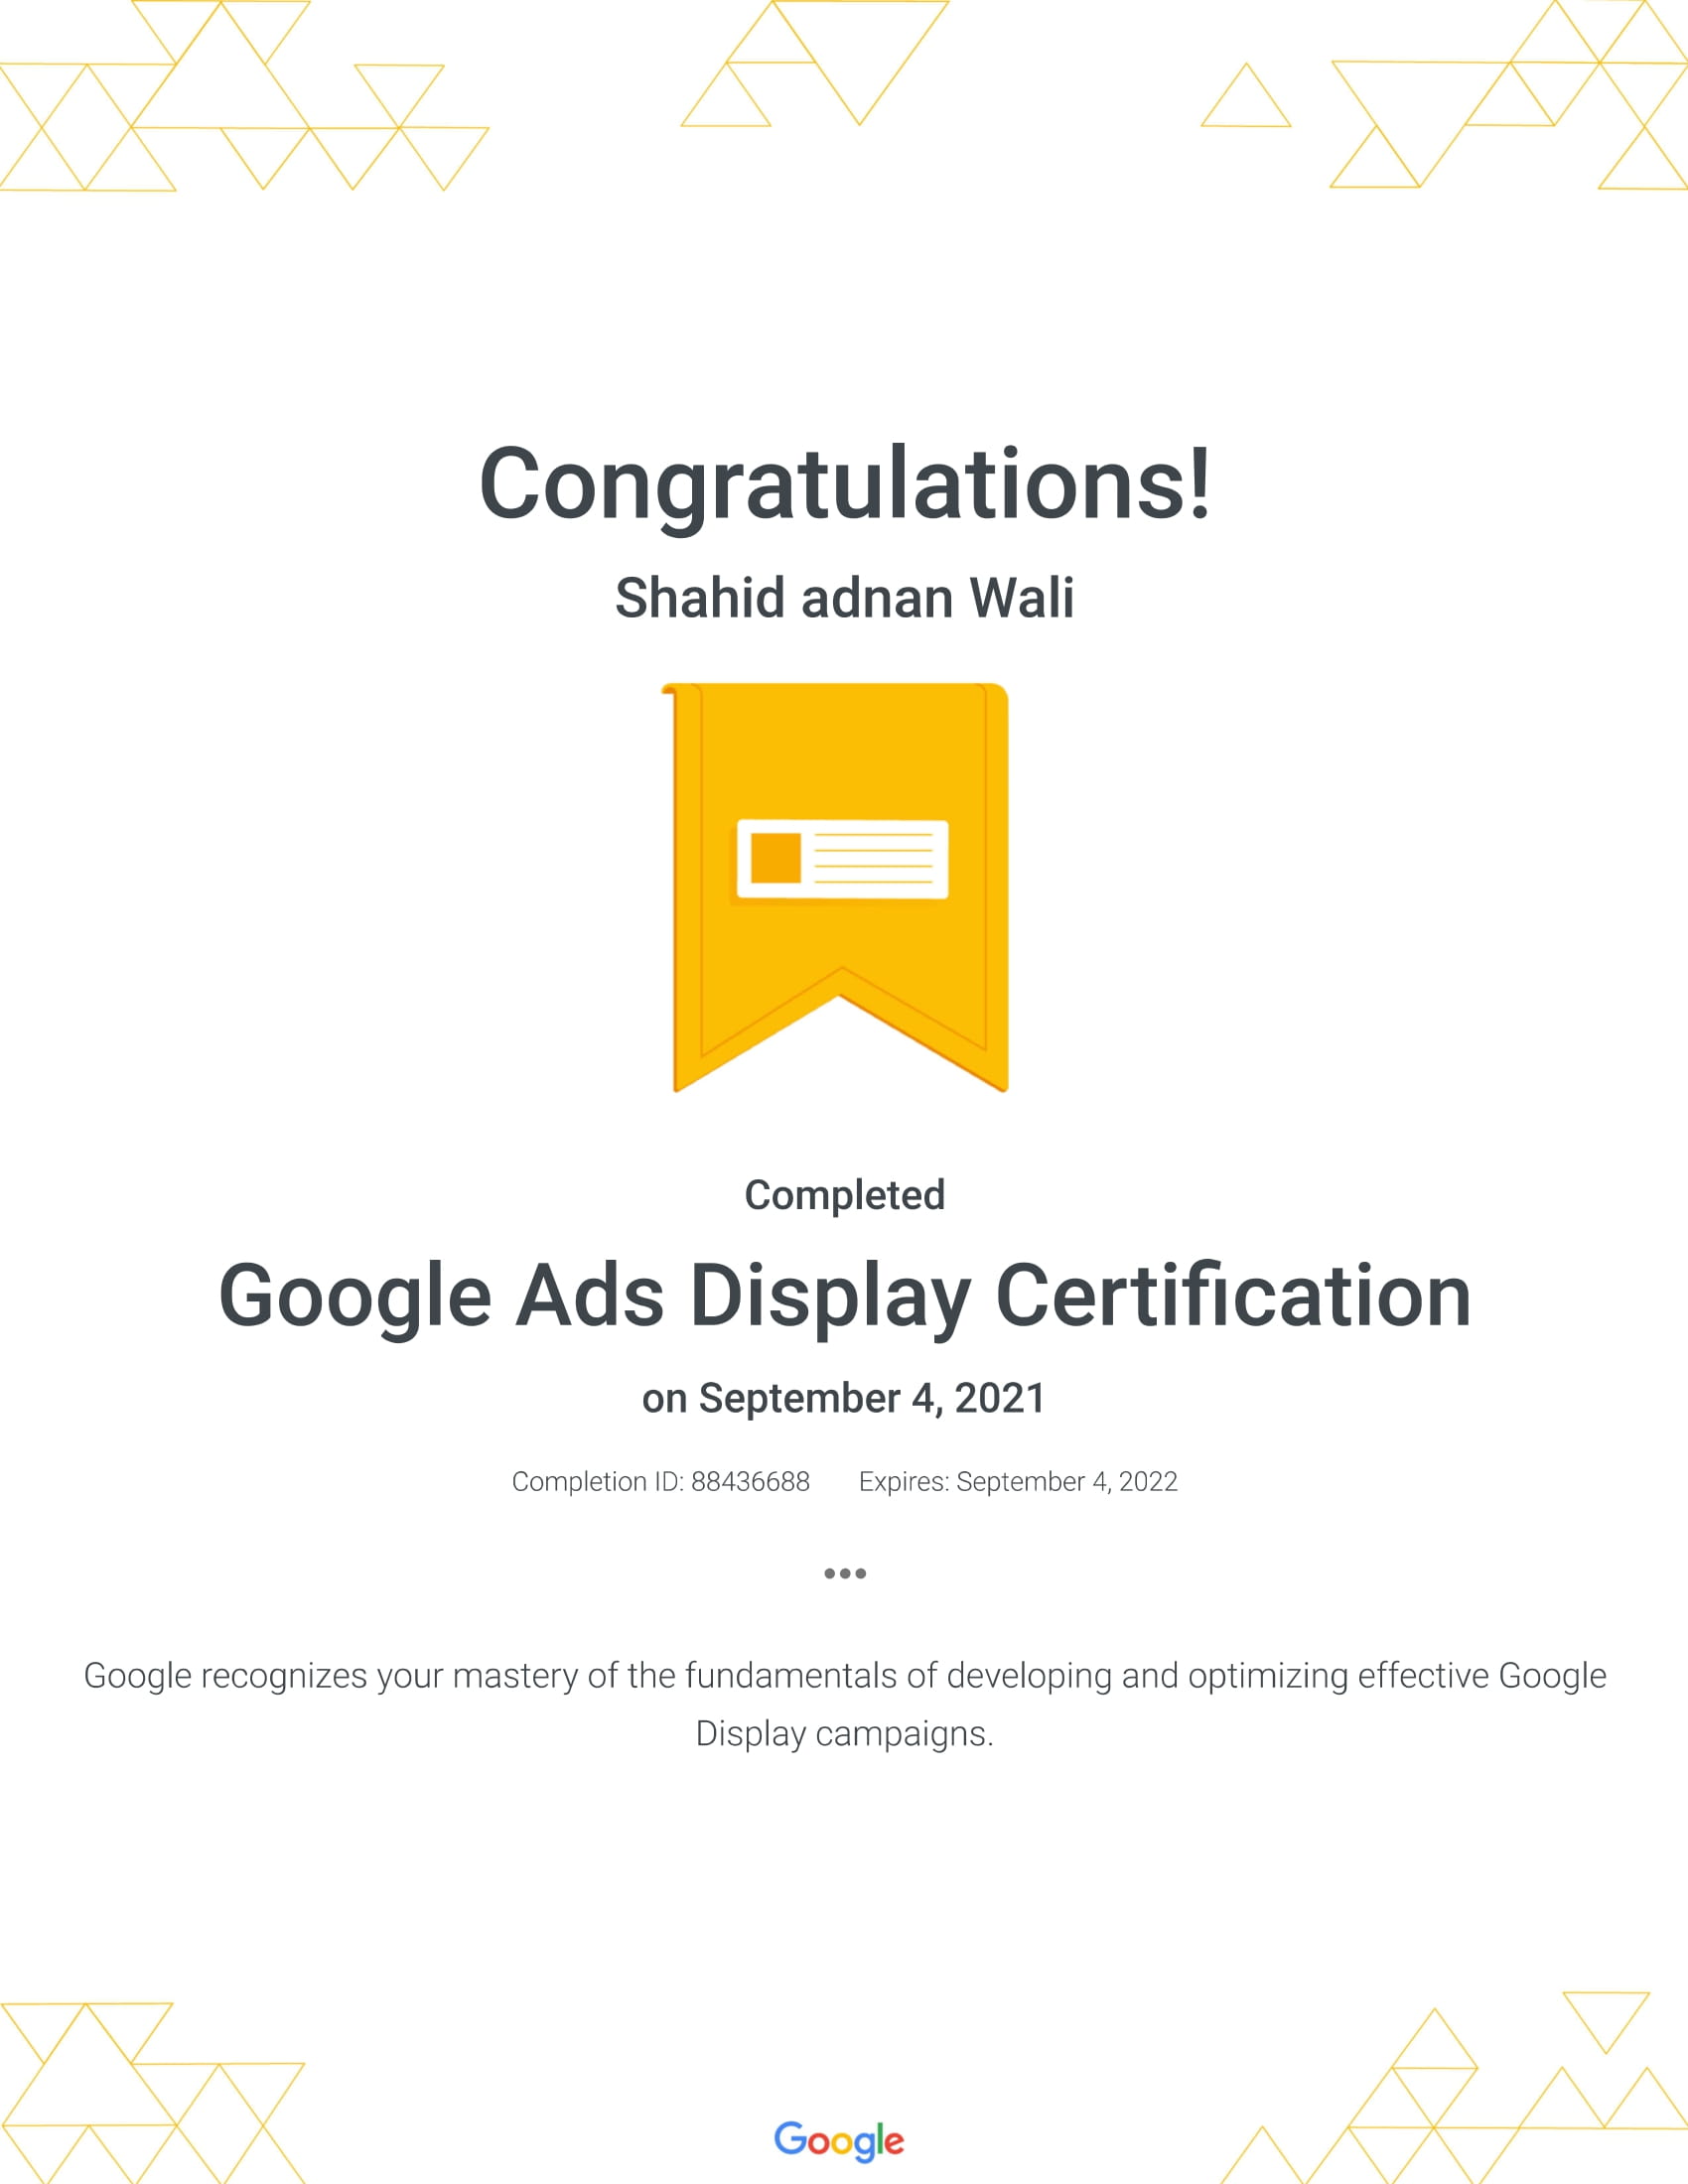 Congratulations!
Shahid adnan Wali
Completed
Google Ads Display Certification
on September 4, 2021
Completion ID: 88436688 Expires: September 4, 2022
Google recognizes your mastery of the fundamentals of developing and optimizing effective Google
Display campaigns.
Google